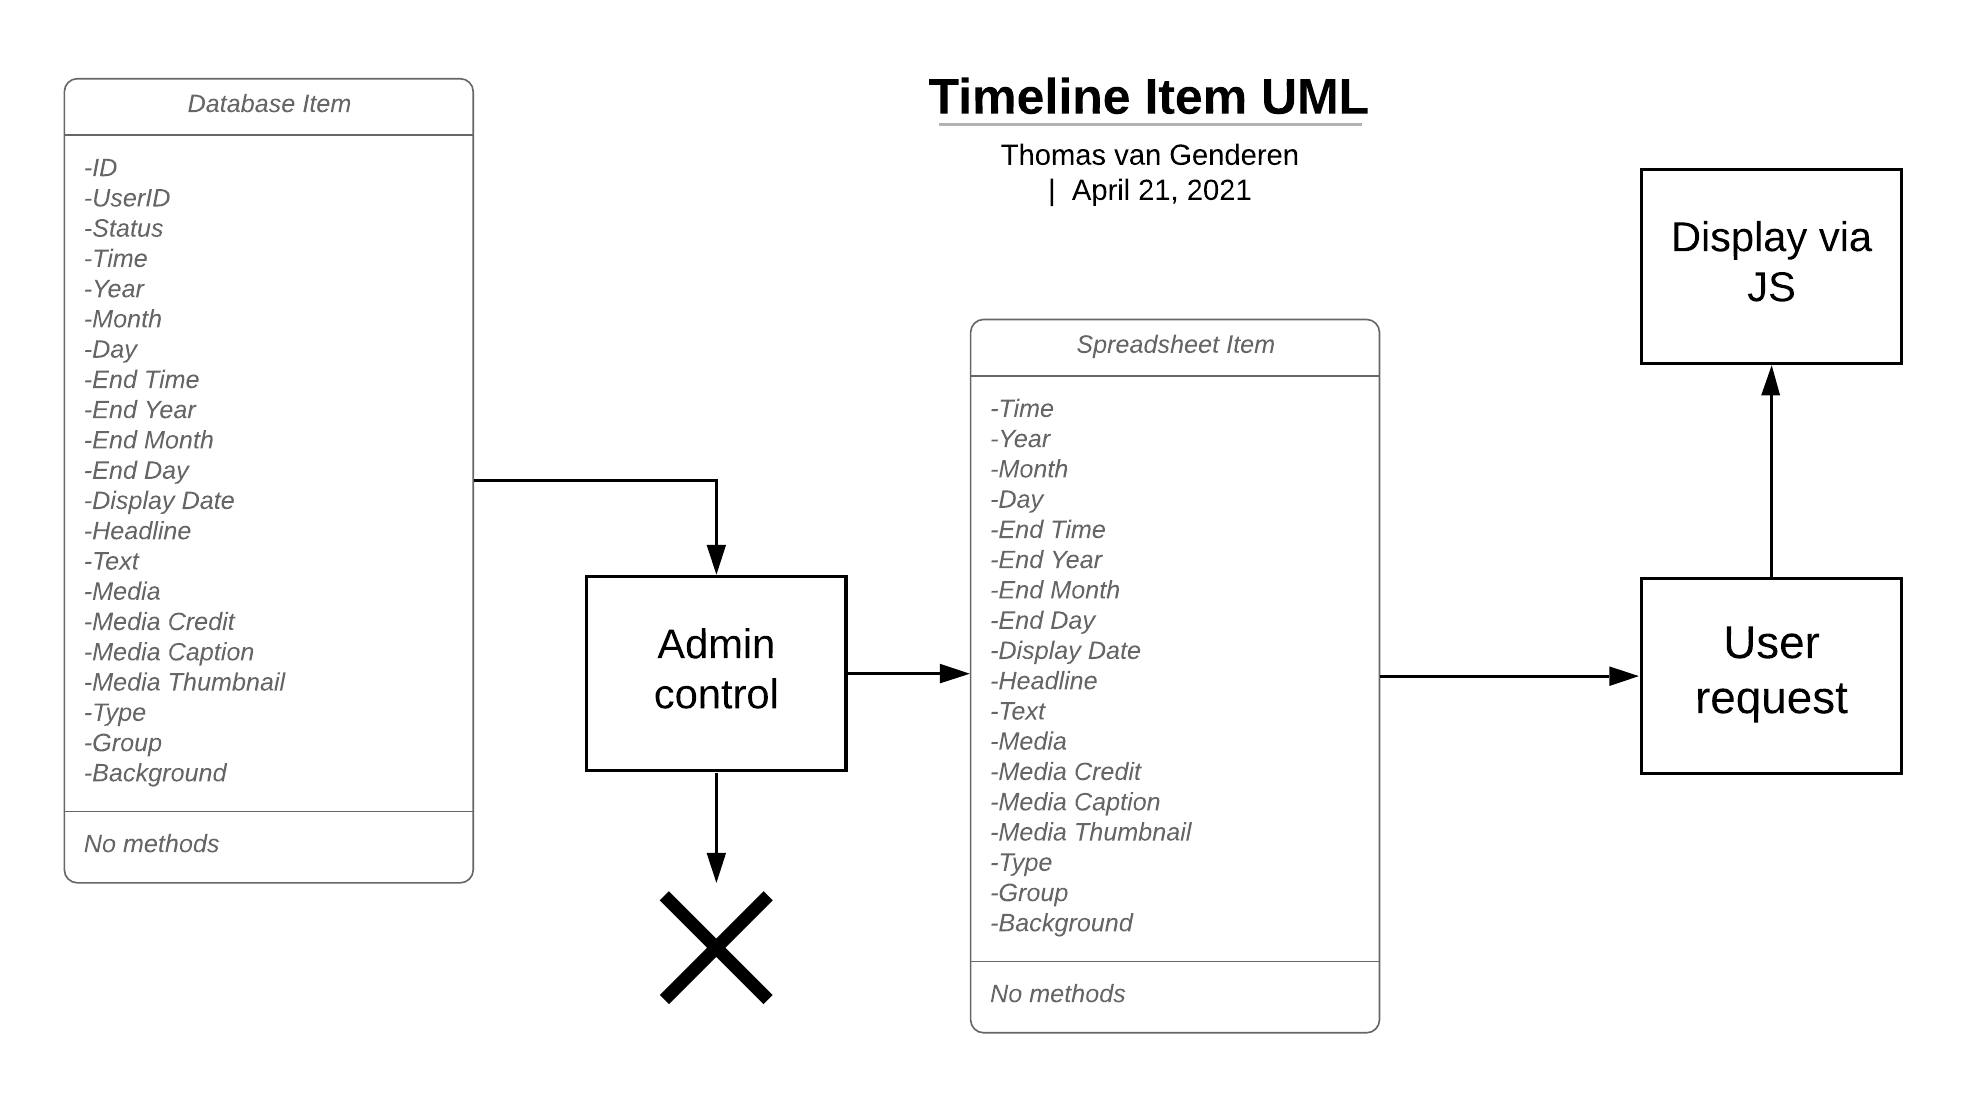 Timeline Item UML
Thomas van Genderen
| April 21, 2021
Database Item
-ID
-UserID
-Status
-Time
-Year
-Month
-Day
-End Time
-End Year
-End Month
-End Day
-Display Date
-Headline
-Text
-Media
-Media Credit
-Media Caption
-Media Thumbnail
-Type
-Group
-Background
No methods
Admin
control
Spreadsheet Item
-Time
-Year
-Month
-Day
-End Time
-End Year
-End Month
-End Day
-Display Date
-Headline
-Text
-Media
-Media Credit
-Media Caption
-Media Thumbnail
-Type
-Group
-Background
No methods
User
request
Display via
JS